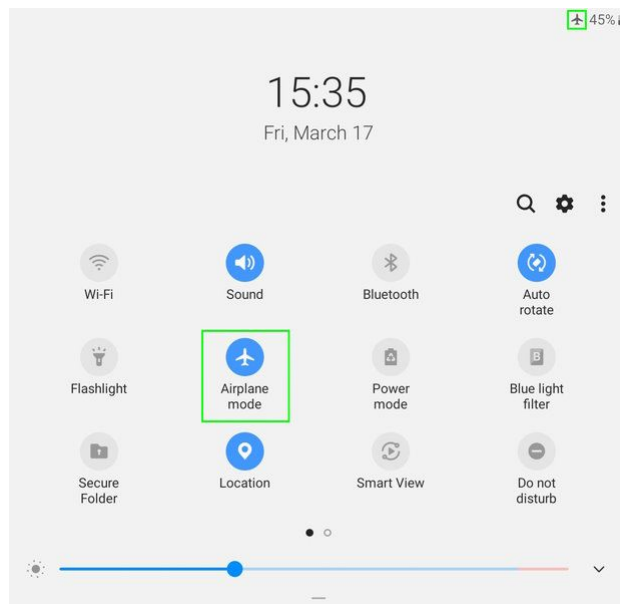 45%
15:35
Fri, March 17
Wi-Fi
Sound
Bluetooth
Auto
rotate
Flashlight
Airplane
mode
Power
mode
B
Blue light
filter
Secure
Folder
Location
Smart View
Do not
disturb